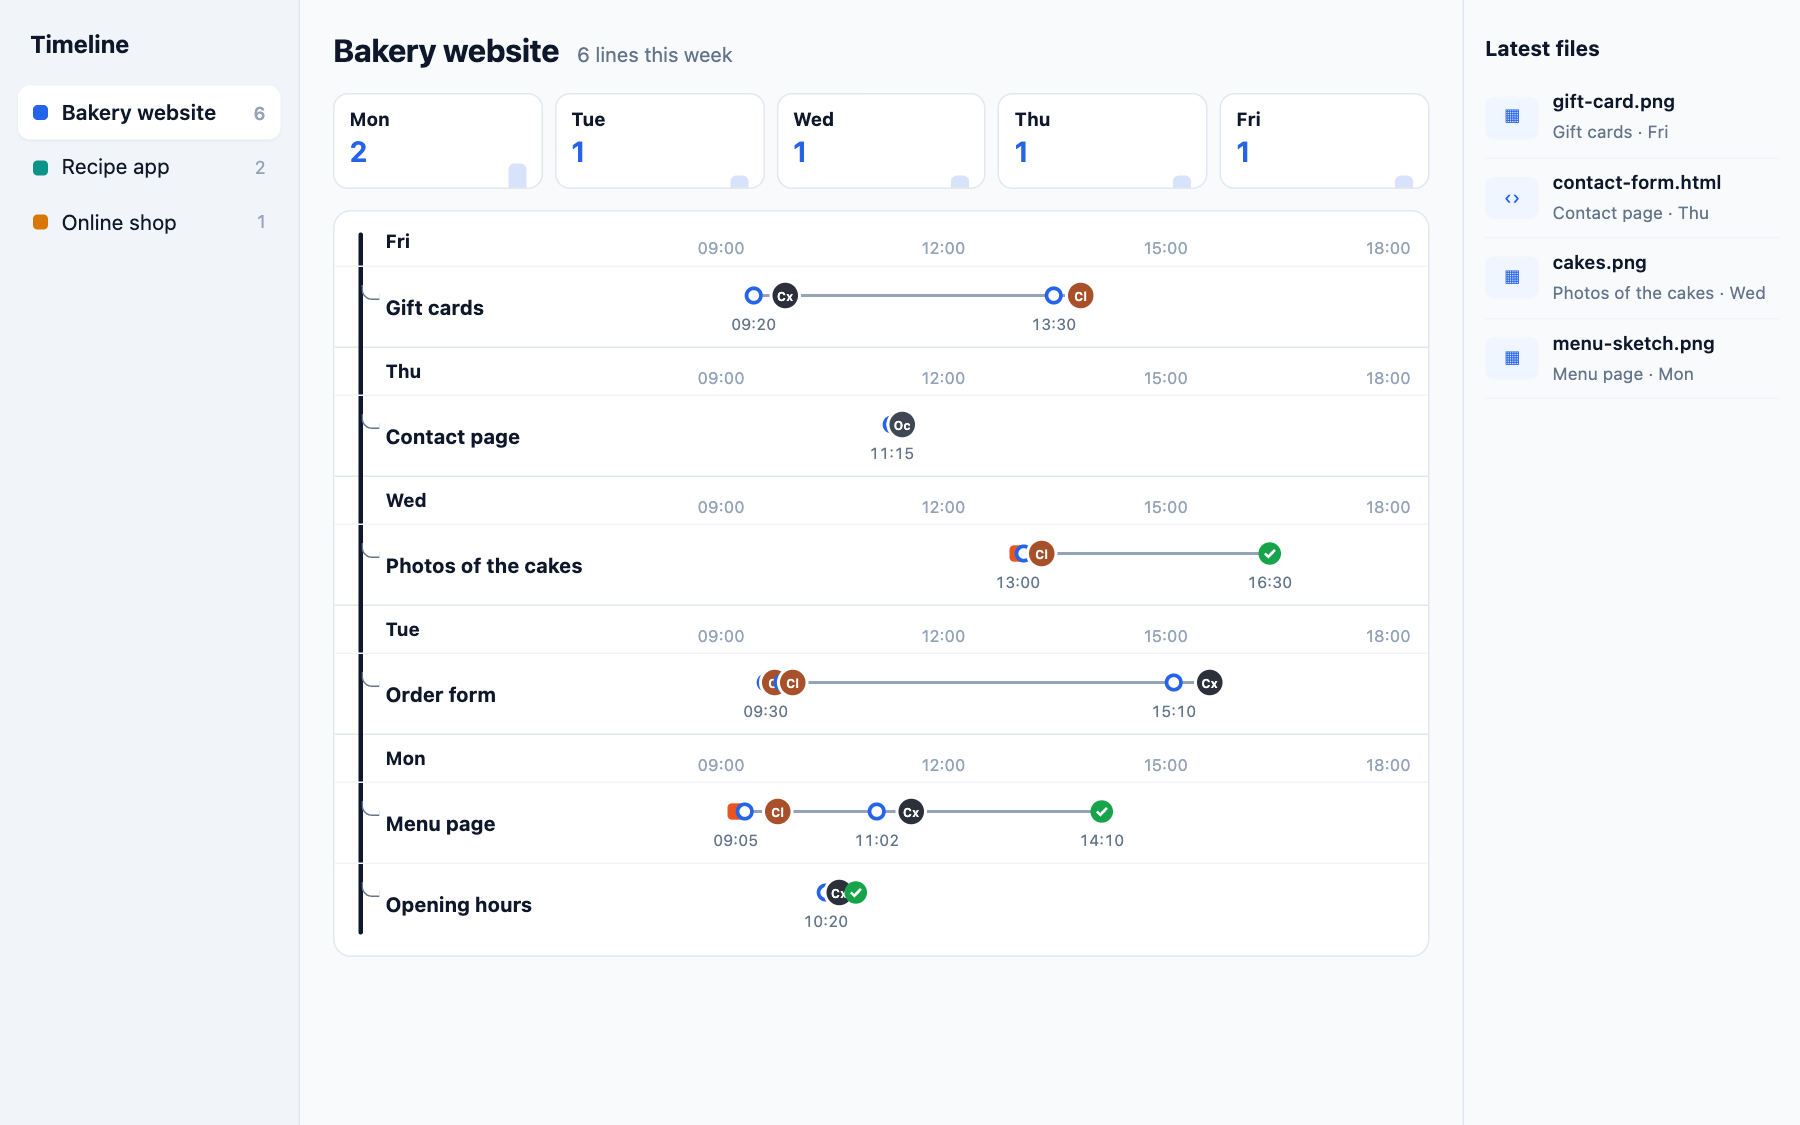 Timeline
Bakery website 6
Recipe app 2
Online shop 1
Bakery website 6 lines this week
Mon
2
Tue
1
Wed
1
Thu
1
Fri
1
Fri 09:00 12:00 15:00 18:00
Gift cards Cx Cl
09:20 13:30
Thu 09:00 12:00 15:00 18:00
Contact page Oc
11:15
Wed 09:00 12:00 15:00 18:00
Photos of the cakes Cl
13:00 16:30
Tue 09:00 12:00 15:00 18:00
Order form Cl Cx
09:30 15:10
Mon 09:00 12:00 15:00 18:00
Menu page Cl Cx
09:05 11:02 14:10
Opening hours Cx
10:20
Latest files
gift-card.png
Gift cards · Fri
contact-form.html
Contact page · Thu
cakes.png
Photos of the cakes · Wed
menu-sketch.png
Menu page · Mon